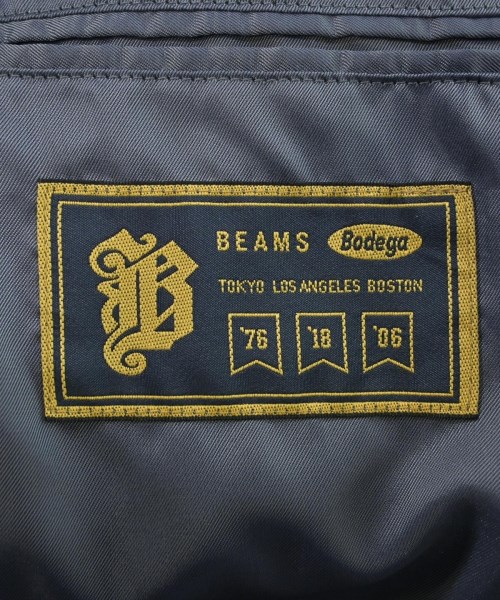 B
BEAMS Bodega
TOKYO LOS ANGELES BOSTON
'76 '18 '06